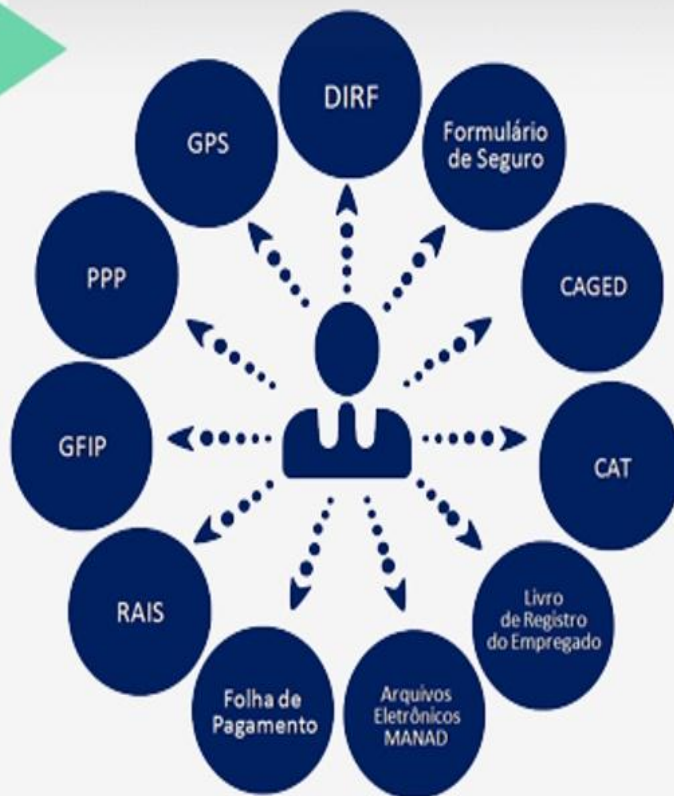 DIRF
Formulário
de Seguro
CAGED
CAT
Livro
de Registro
do Empregado
Arquivos
Eletrônicos
MANAD
Folha de
Pagamento
RAIS
GFIP
PPP
GPS